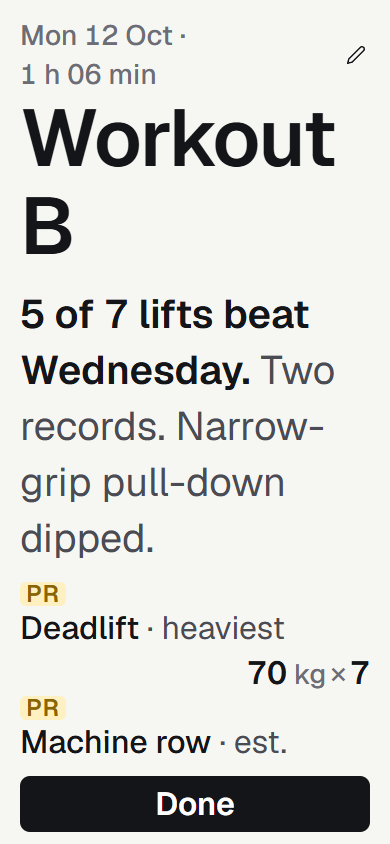 Mon 12 Oct ·
1 h 06 min
Workout
B
5 of 7 lifts beat
Wednesday. Two
records. Narrow-
grip pull-down
dipped.
PR
Deadlift · heaviest
70 kg × 7
PR
Machine row · est.
Done